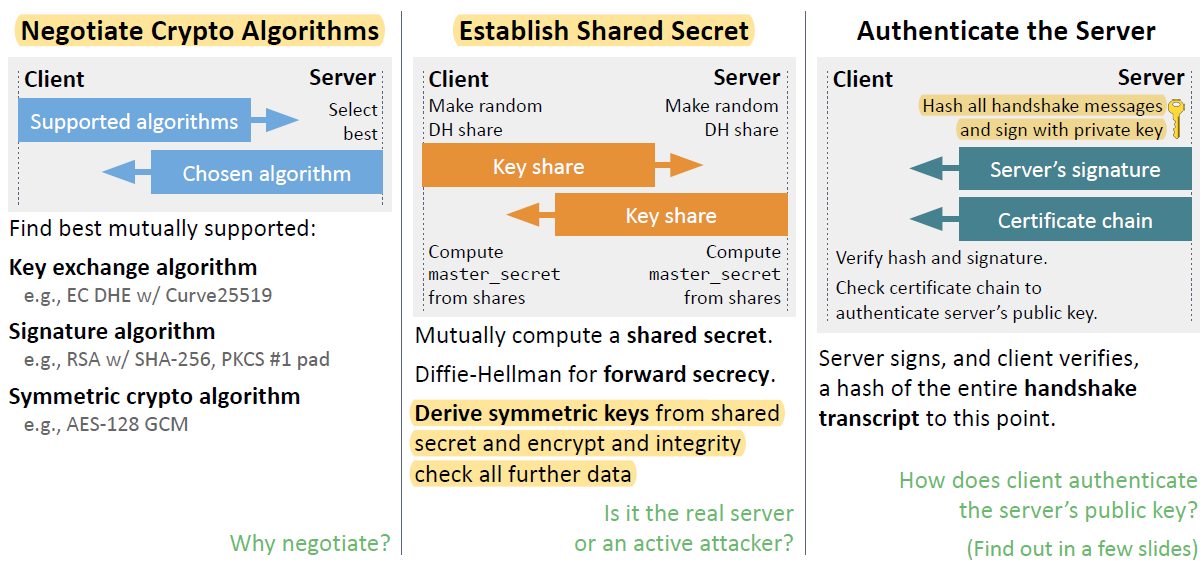 Negotiate Crypto Algorithms
Client
Server
Supported algorithms
Select
best
Chosen algorithm
Find best mutually supported:
Key exchange algorithm
e.g., EC DHE w/ Curve25519
Signature algorithm
e.g., RSA w/ SHA-256, PKCS #1 pad
Symmetric crypto algorithm
e.g., AES-128 GCM
Why negotiate?
Establish Shared Secret
Client
Server
Make random
DH share
Make random
DH share
Key share
Key share
Compute
master_secret
from shares
Compute
master_secret
from shares
Mutually compute a shared secret.
Diffie-Hellman for forward secrecy.
Derive symmetric keys from shared
secret and encrypt and integrity
check all further data
Is it the real server
or an active attacker?
Authenticate the Server
Client
Server
Hash all handshake messages
and sign with private key
Server's signature
Certificate chain
Verify hash and signature.
Check certificate chain to
authenticate server's public key.
Server signs, and client verifies,
a hash of the entire handshake
transcript to this point.
How does client authenticate
the server's public key?
(Find out in a few slides)